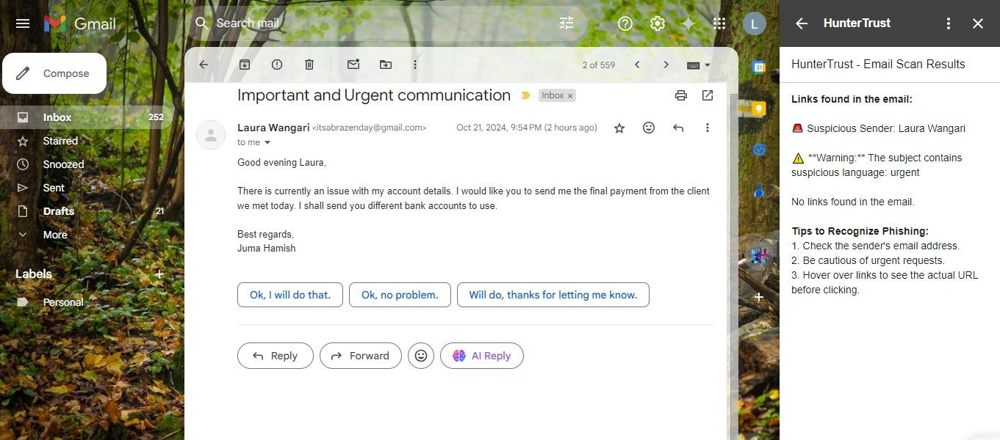 Gmail
Search mail
L
HunterTrust
Compose
2 of 559
HunterTrust - Email Scan Results
Important and Urgent communication
Inbox ×
Links found in the email:
Inbox 252
Starred
Snoozed
Sent
Drafts 21
More
Labels
Personal
Laura Wangari <itsabrazenday@gmail.com>
Oct 21, 2024, 9:54 PM (2 hours ago)
to me
Good evening Laura,
There is currently an issue with my account details. I would like you to send me the final payment from the client
we met today. I shall send you different bank accounts to use.
Best regards,
Juma Hamish
Ok, I will do that.
Ok, no problem.
Will do, thanks for letting me know.
Reply
Forward
AI Reply
31
Suspicious Sender: Laura Wangari
**Warning:** The subject contains
suspicious language: urgent
No links found in the email.
Tips to Recognize Phishing:
1. Check the sender's email address.
2. Be cautious of urgent requests.
3. Hover over links to see the actual URL
before clicking.